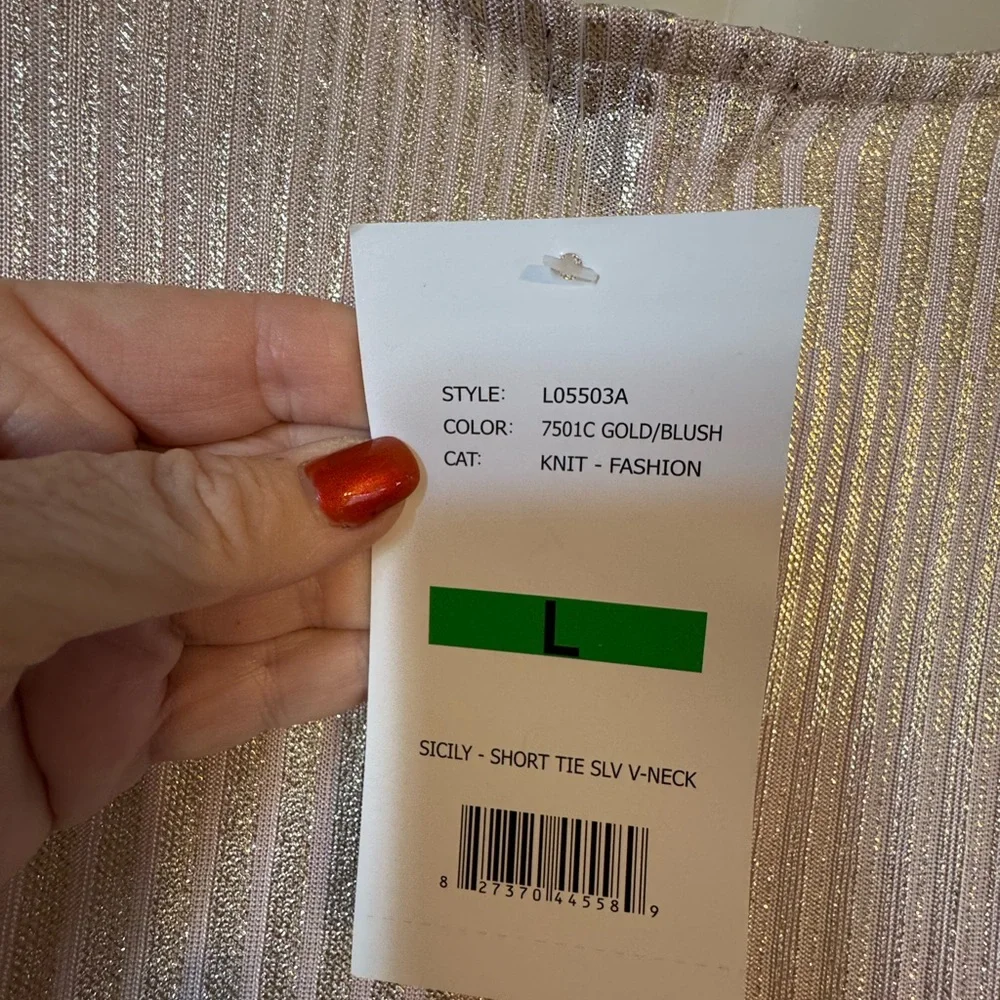 STYLE: L05503A
COLOR: 7501C GOLD/BLUSH
CAT: KNIT - FASHION
L
SICILY - SHORT TIE SLV V-NECK
8 27370 44558 9